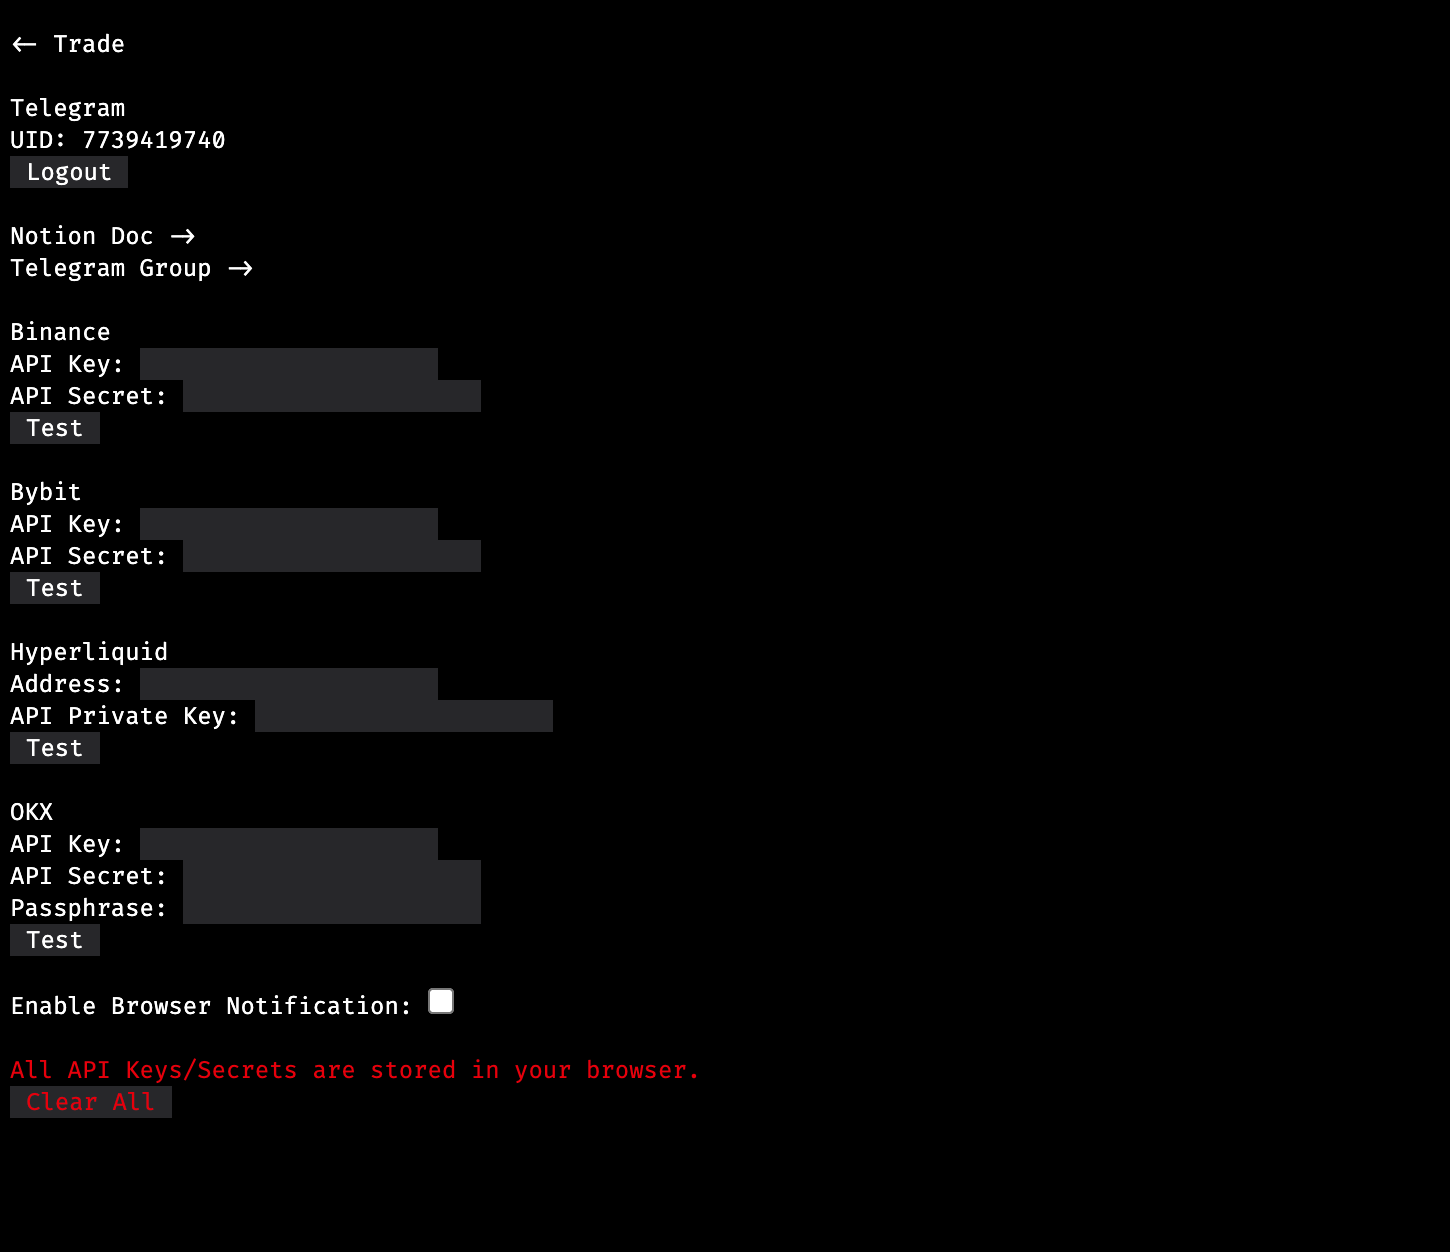 ← Trade
Telegram
UID: 7739419740
Logout
Notion Doc →
Telegram Group →
Binance
API Key:
API Secret:
Test
Bybit
API Key:
API Secret:
Test
Hyperliquid
Address:
API Private Key:
Test
OKX
API Key:
API Secret:
Passphrase:
Test
Enable Browser Notification:
All API Keys/Secrets are stored in your browser.
Clear All